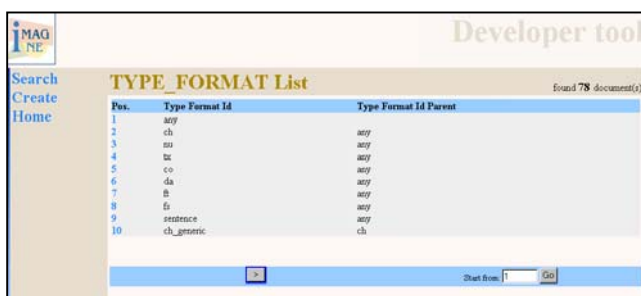 iMAG
INE
Developer tool
Search
Create
Home
TYPE_FORMAT List
found 78 document(s)
Pos. Type Format Id Type Format Id Parent
1 any
2 ch any
3 nu any
4 tx any
5 co any
6 da any
7 ft any
8 fr any
9 sentence any
10 ch_generic ch
>
Start from: 1 Go